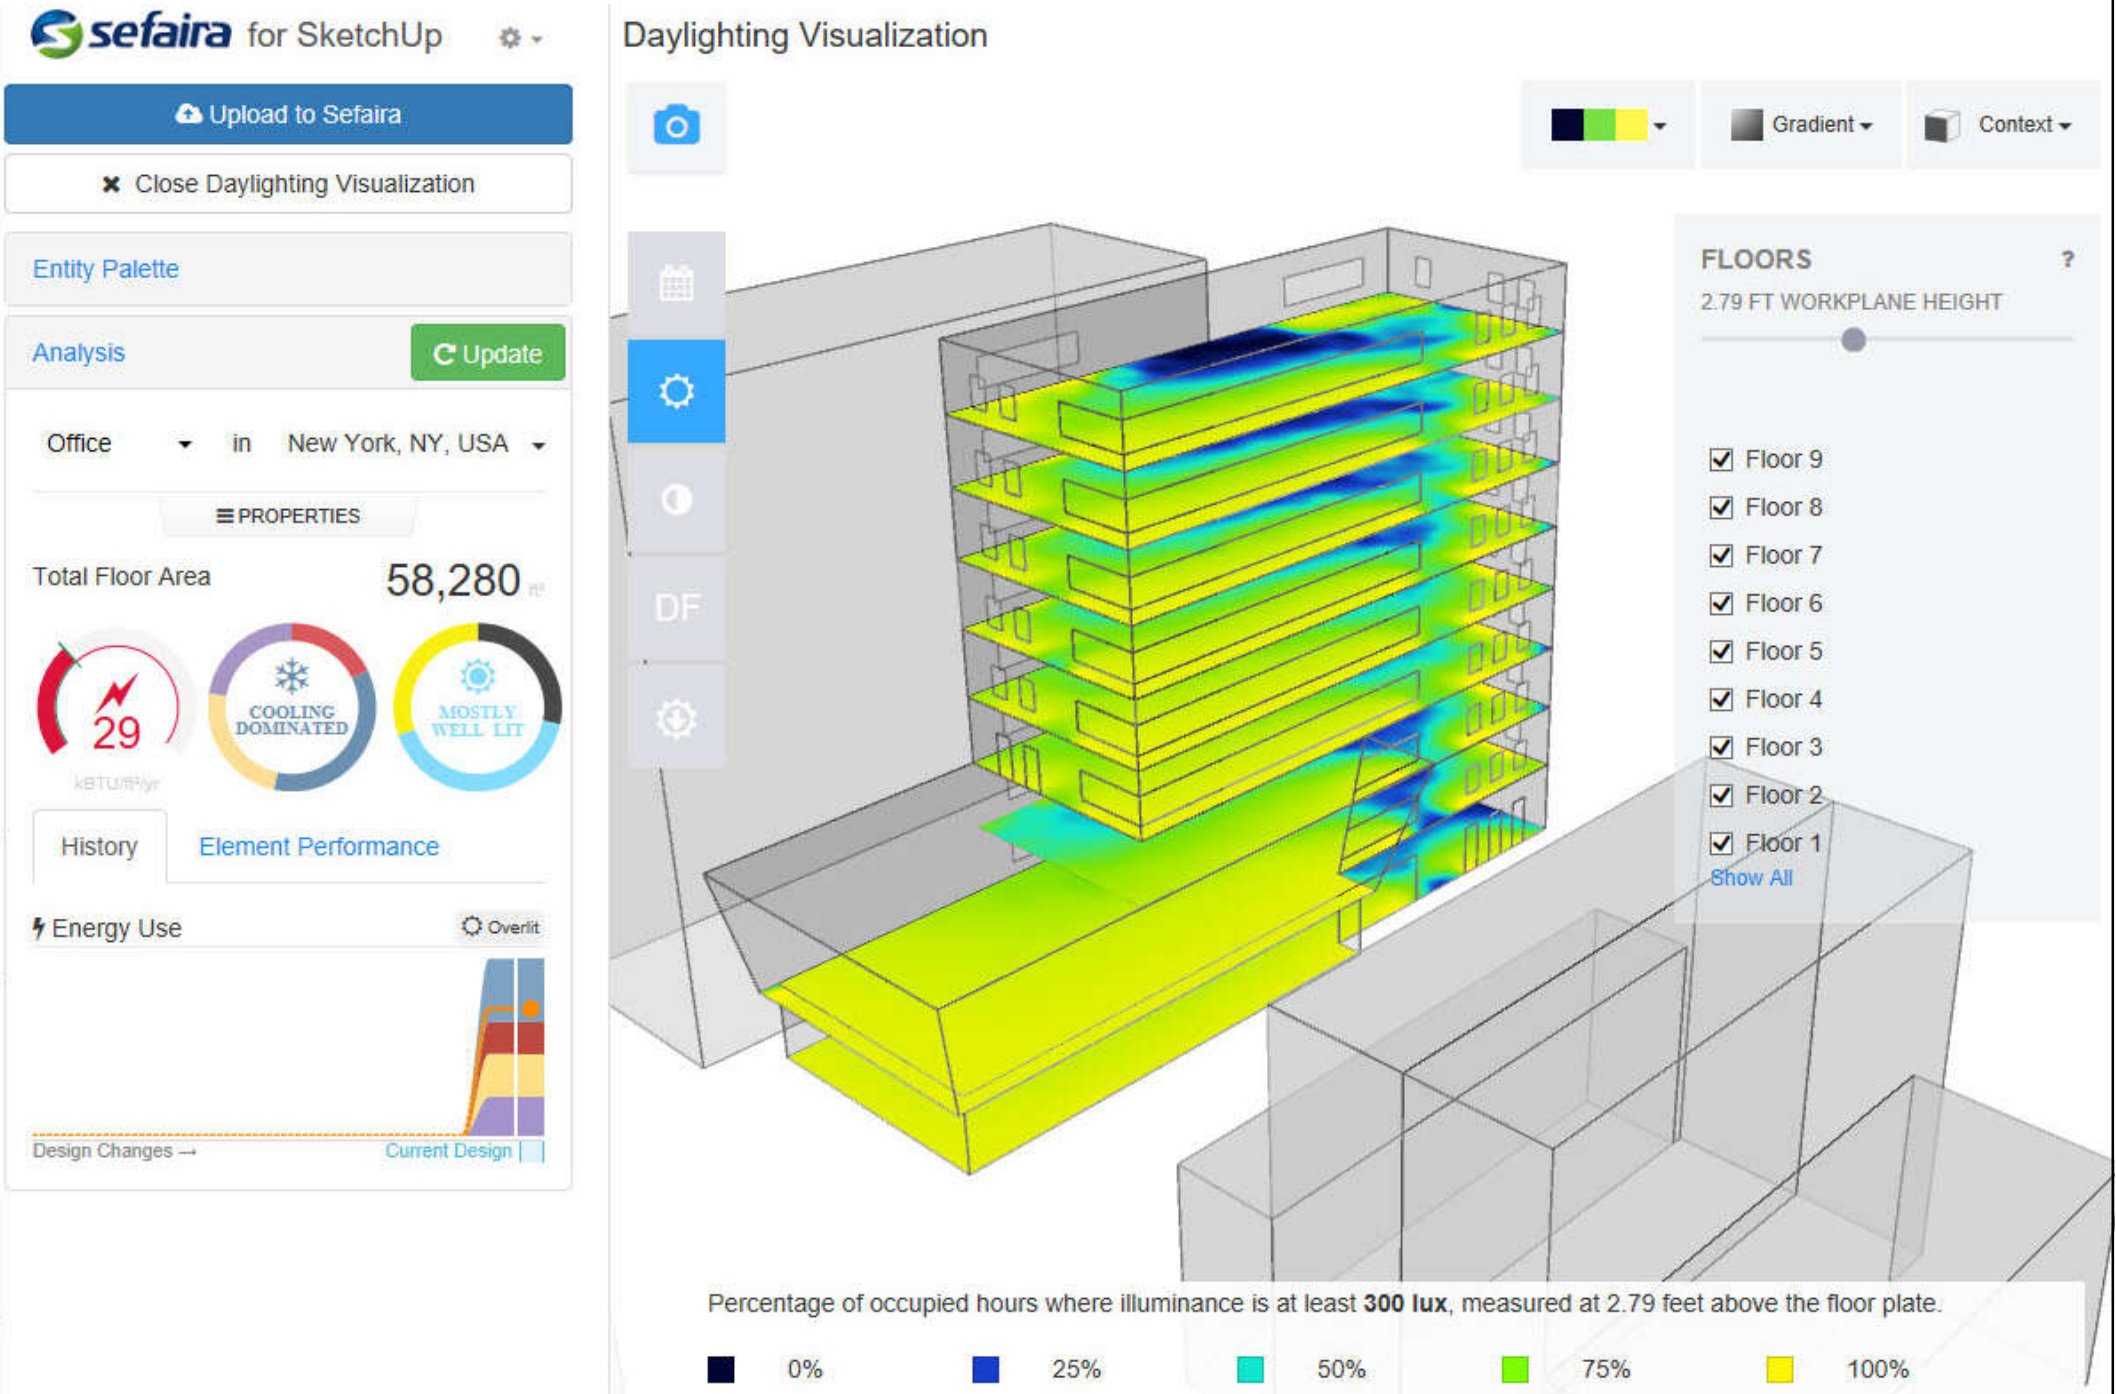 sefaira for SketchUp
Upload to Sefaira
Close Daylighting Visualization
Entity Palette
Analysis
Update
Office in New York, NY, USA
PROPERTIES
Total Floor Area 58,280 ft²
29
kBTU/ft²/yr
COOLING
DOMINATED
MOSTLY
WELL LIT
History
Element Performance
Energy Use
Overlit
Design Changes →
Current Design
Daylighting Visualization
Gradient
Context
DF
FLOORS ?
2.79 FT WORKPLANE HEIGHT
Floor 9
Floor 8
Floor 7
Floor 6
Floor 5
Floor 4
Floor 3
Floor 2
Floor 1
Show All
Percentage of occupied hours where illuminance is at least 300 lux, measured at 2.79 feet above the floor plate.
0% 25% 50% 75% 100%